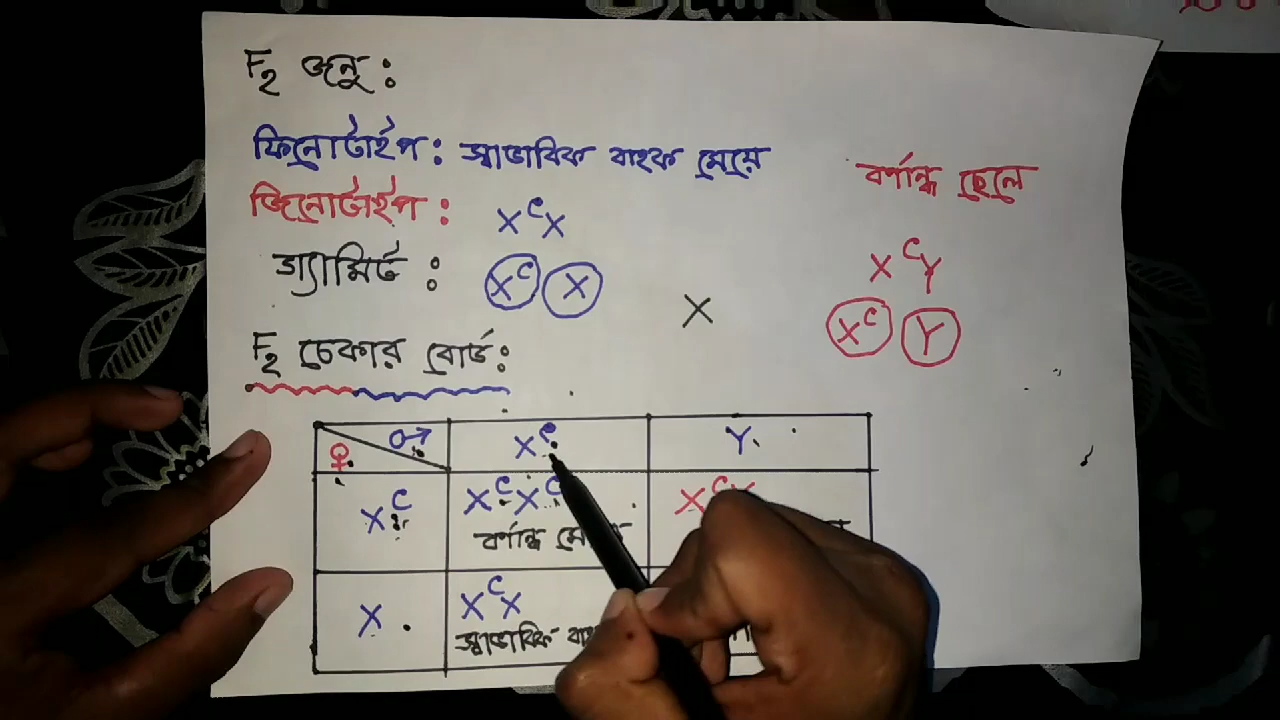 F2 জনু :
ফিনোটাইপ : স্বাভাবিক বাহক মেয়ে বর্ণান্ধ ছেলে
জিনোটাইপ : XᶜX XᶜY
গ্যামিট : Xᶜ X X Xᶜ Y
F2 চেকার বোর্ড :
♀ ♂ Xᶜ Y
Xᶜ XᶜXᶜ
বর্ণান্ধ
X XᶜX
স্বাভাবিক